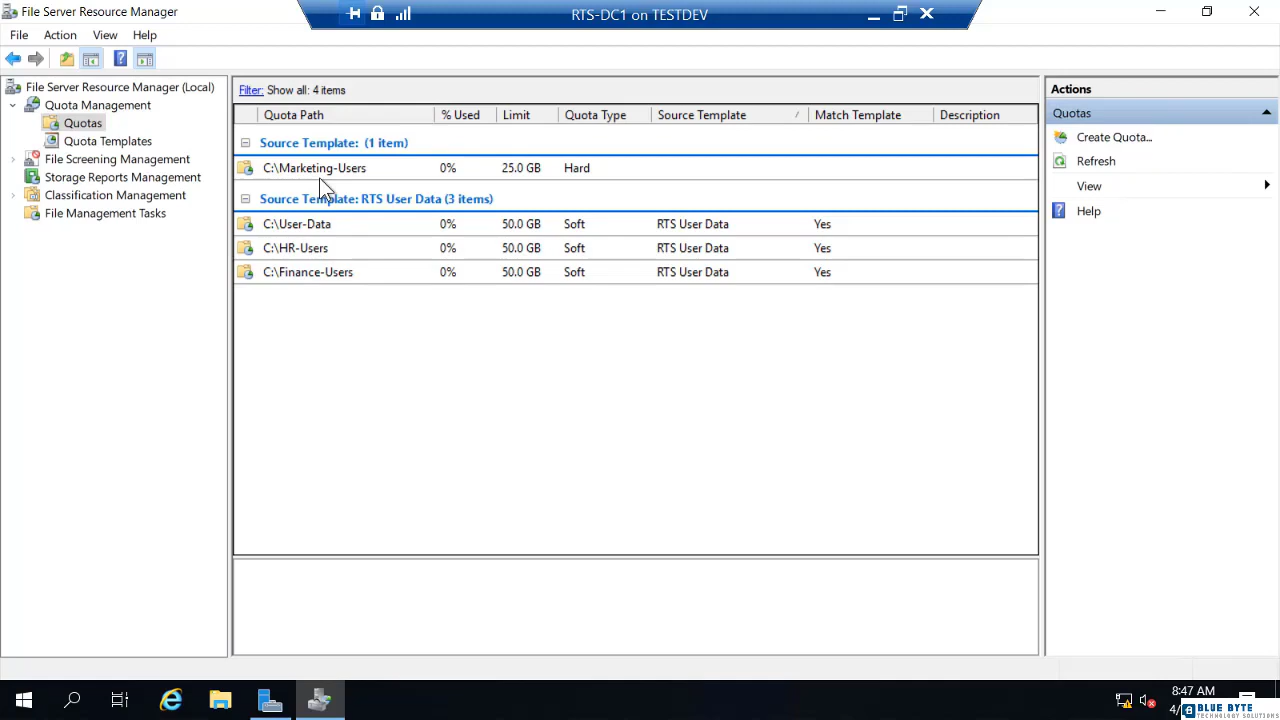 File Server Resource Manager
RTS-DC1 on TESTDEV
File Action View Help
File Server Resource Manager (Local)
Quota Management
Quotas
Quota Templates
File Screening Management
Storage Reports Management
Classification Management
File Management Tasks
Filter: Show all: 4 items
Quota Path % Used Limit Quota Type Source Template Match Template Description
Source Template: (1 item)
C:\Marketing-Users 0% 25.0 GB Hard
Source Template: RTS User Data (3 items)
C:\User-Data 0% 50.0 GB Soft RTS User Data Yes
C:\HR-Users 0% 50.0 GB Soft RTS User Data Yes
C:\Finance-Users 0% 50.0 GB Soft RTS User Data Yes
Actions
Quotas
Create Quota...
Refresh
View
Help
8:47 AM
4/
BLUE BYTE
TECHNOLOGY SOLUTIONS